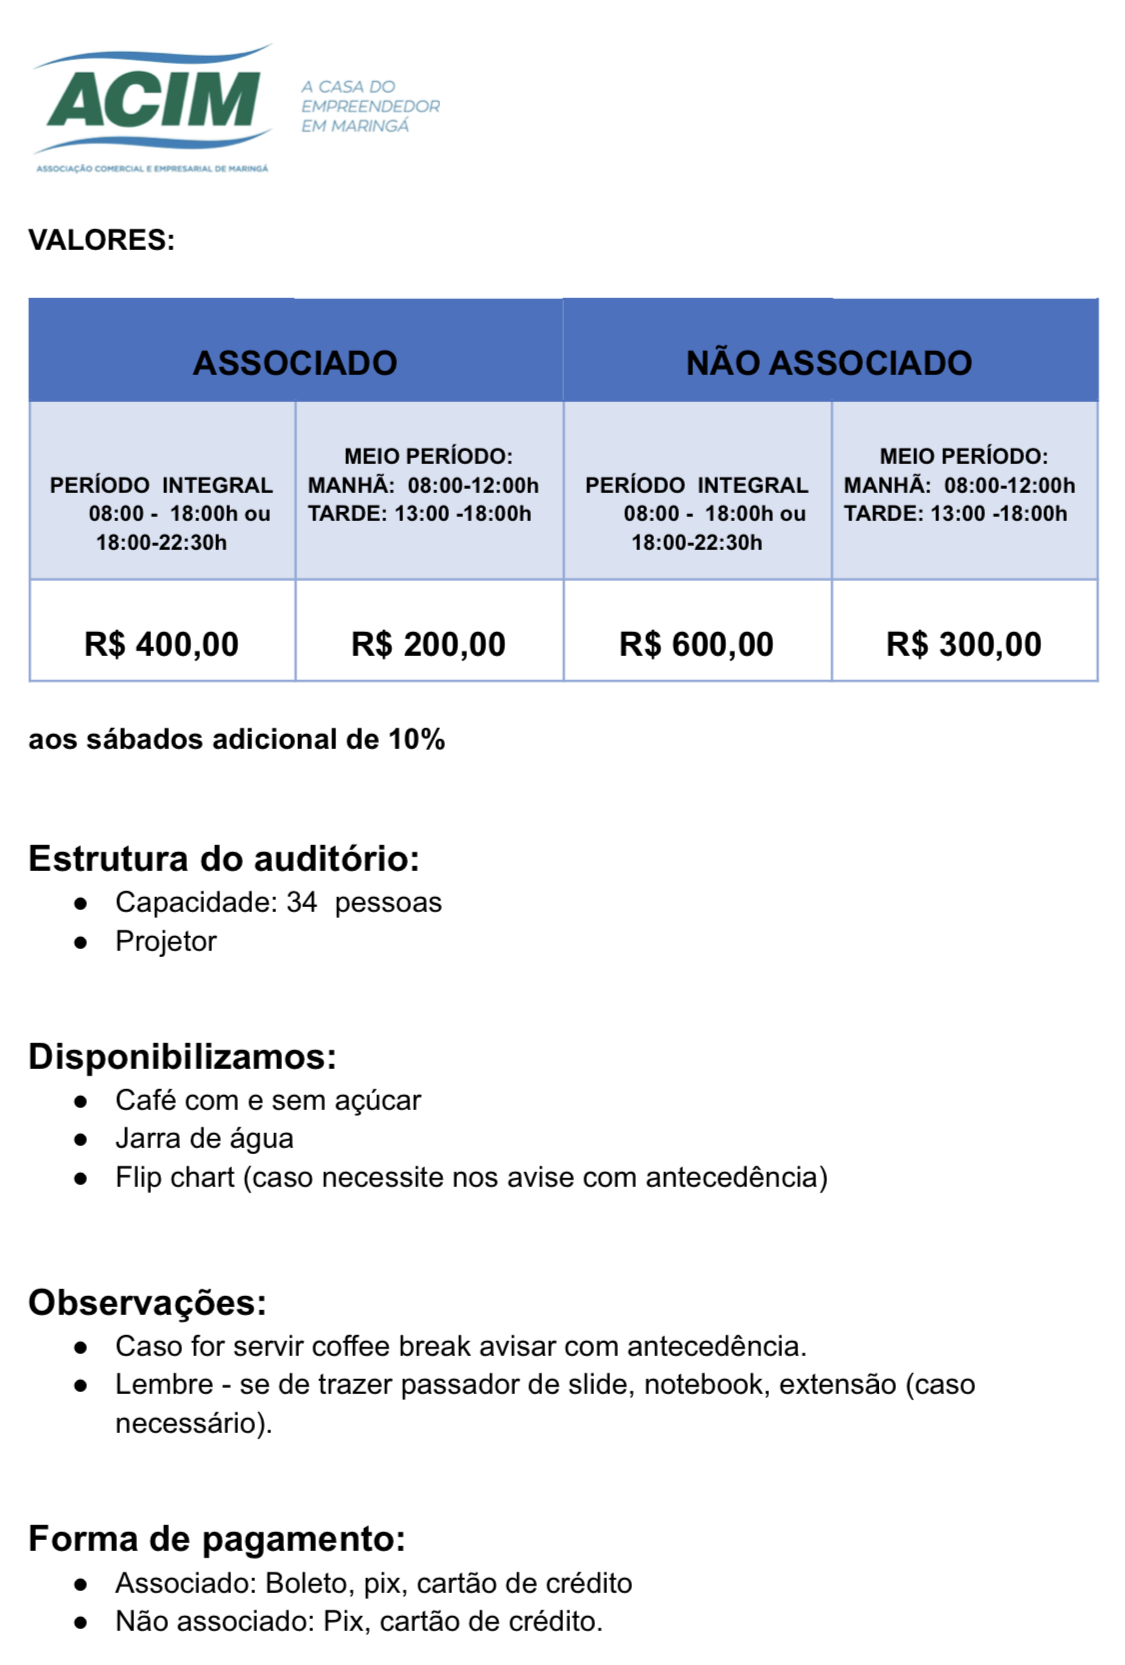 ACIM
ASSOCIAÇÃO COMERCIAL E EMPRESARIAL DE MARINGÁ
A CASA DO
EMPREENDEDOR
EM MARINGÁ
VALORES:
ASSOCIADO
NÃO ASSOCIADO
PERÍODO INTEGRAL
08:00 - 18:00h ou
18:00-22:30h
MEIO PERÍODO:
MANHÃ: 08:00-12:00h
TARDE: 13:00 -18:00h
PERÍODO INTEGRAL
08:00 - 18:00h ou
18:00-22:30h
MEIO PERÍODO:
MANHÃ: 08:00-12:00h
TARDE: 13:00 -18:00h
R$ 400,00
R$ 200,00
R$ 600,00
R$ 300,00
aos sábados adicional de 10%
Estrutura do auditório:
● Capacidade: 34 pessoas
● Projetor
Disponibilizamos:
● Café com e sem açúcar
● Jarra de água
● Flip chart (caso necessite nos avise com antecedência)
Observações:
● Caso for servir coffee break avisar com antecedência.
● Lembre - se de trazer passador de slide, notebook, extensão (caso
necessário).
Forma de pagamento:
● Associado: Boleto, pix, cartão de crédito
● Não associado: Pix, cartão de crédito.